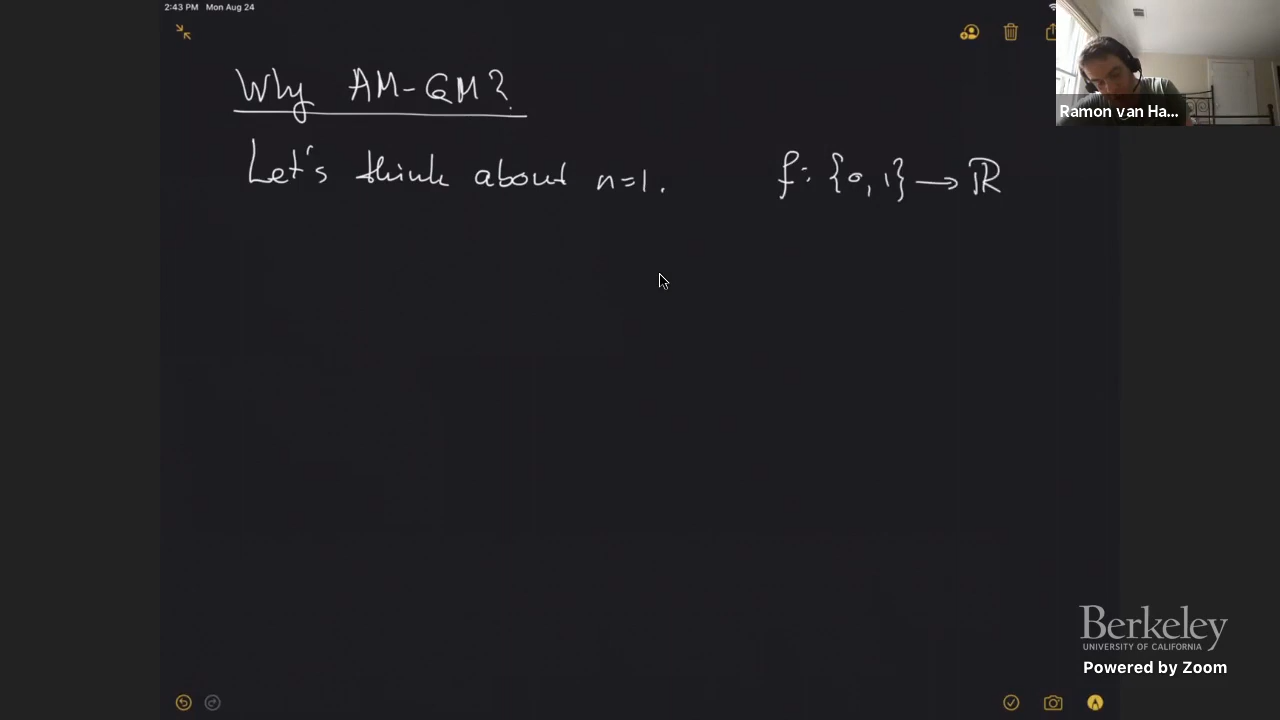 2:43 PM Mon Aug 24
Why AM-GM?
Ramon van Ha...
Let's think about n=1. f: {0,1} → ℝ
Berkeley
UNIVERSITY OF CALIFORNIA
Powered by Zoom